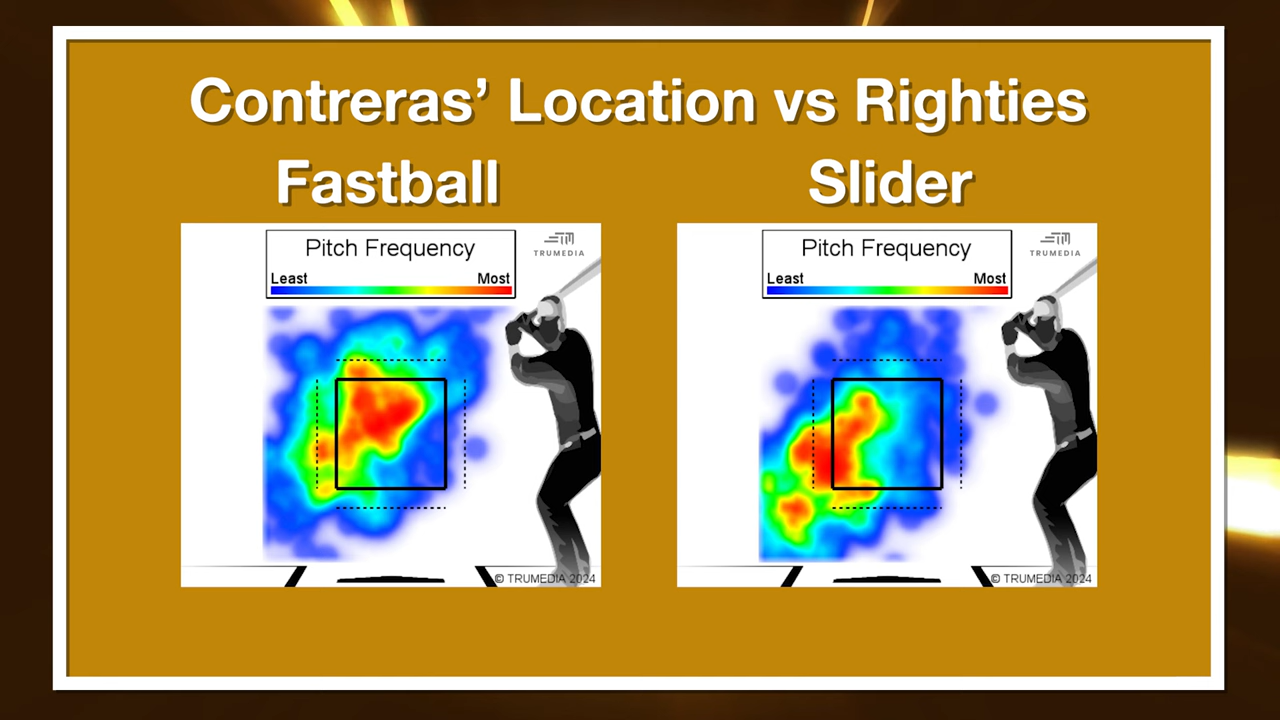 Contreras' Location vs Righties
Fastball
Slider
Pitch Frequency
Least Most
TRUMEDIA
© TRUMEDIA 2024
Pitch Frequency
Least Most
TRUMEDIA
© TRUMEDIA 2024